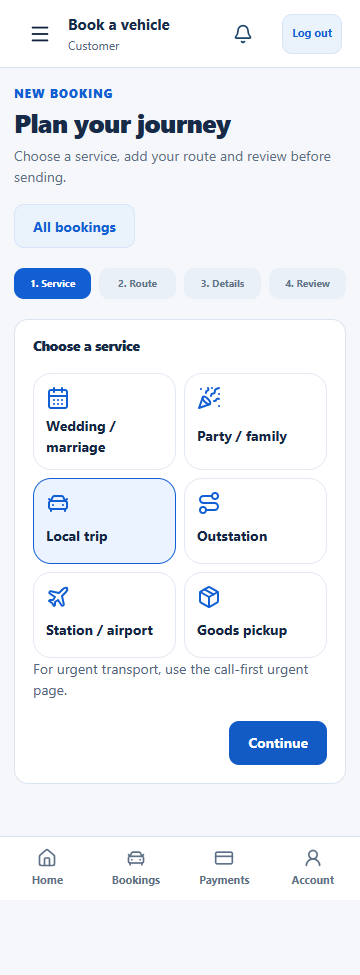 Book a vehicle
Customer
Log out
NEW BOOKING
Plan your journey
Choose a service, add your route and review before
sending.
All bookings
1. Service
2. Route
3. Details
4. Review
Choose a service
Wedding /
marriage
Party / family
Local trip
Outstation
Station / airport
Goods pickup
For urgent transport, use the call-first urgent
page.
Continue
Home
Bookings
Payments
Account